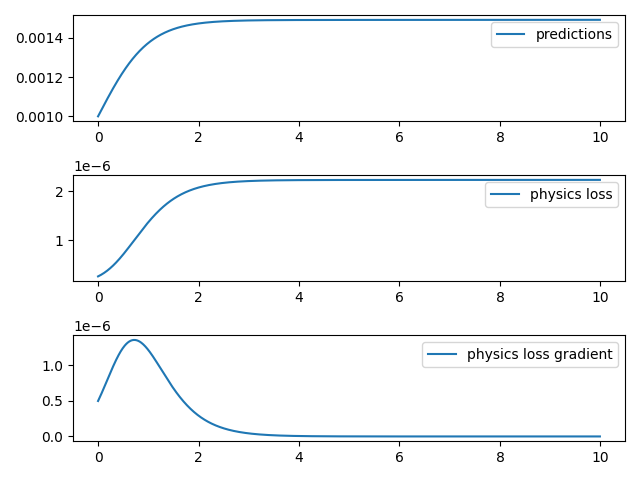 0.0014
0.0012
0.0010
predictions
0 2 4 6 8 10
1e−6
2
1
physics loss
0 2 4 6 8 10
1e−6
1.0
0.5
0.0
physics loss gradient
0 2 4 6 8 10